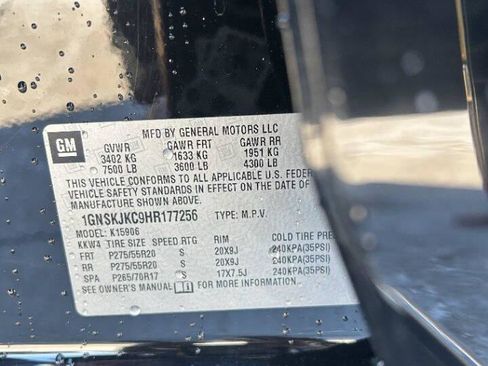 GM
MFD BY GENERAL MOTORS LLC
GVWR GAWR FRT GAWR RR
3402 KG 1633 KG 1951 KG
7500 LB 3600 LB 4300 LB
THIS VEHICLE CONFORMS TO ALL APPLICABLE U.S. FEDER
VEHICLE SAFETY STANDARDS IN EFFECT ON THE DATE
MANUFACTURE SHOWN ABOVE.
1GNSKJKC9HR177256 TYPE: M.P.V.
MODEL: K15906
KKW4 TIRE SIZE SPEED RTG RIM COLD TIRE PRE
FRT P275/55R20 S 20X9J 240KPA(35PSI)
RR P275/55R20 S 20X9J 240KPA(35PSI)
SPA P265/70R17 S 17X7.5J 240KPA(35PSI)
SEE OWNER'S MANUAL FOR MORE INFORMATION.